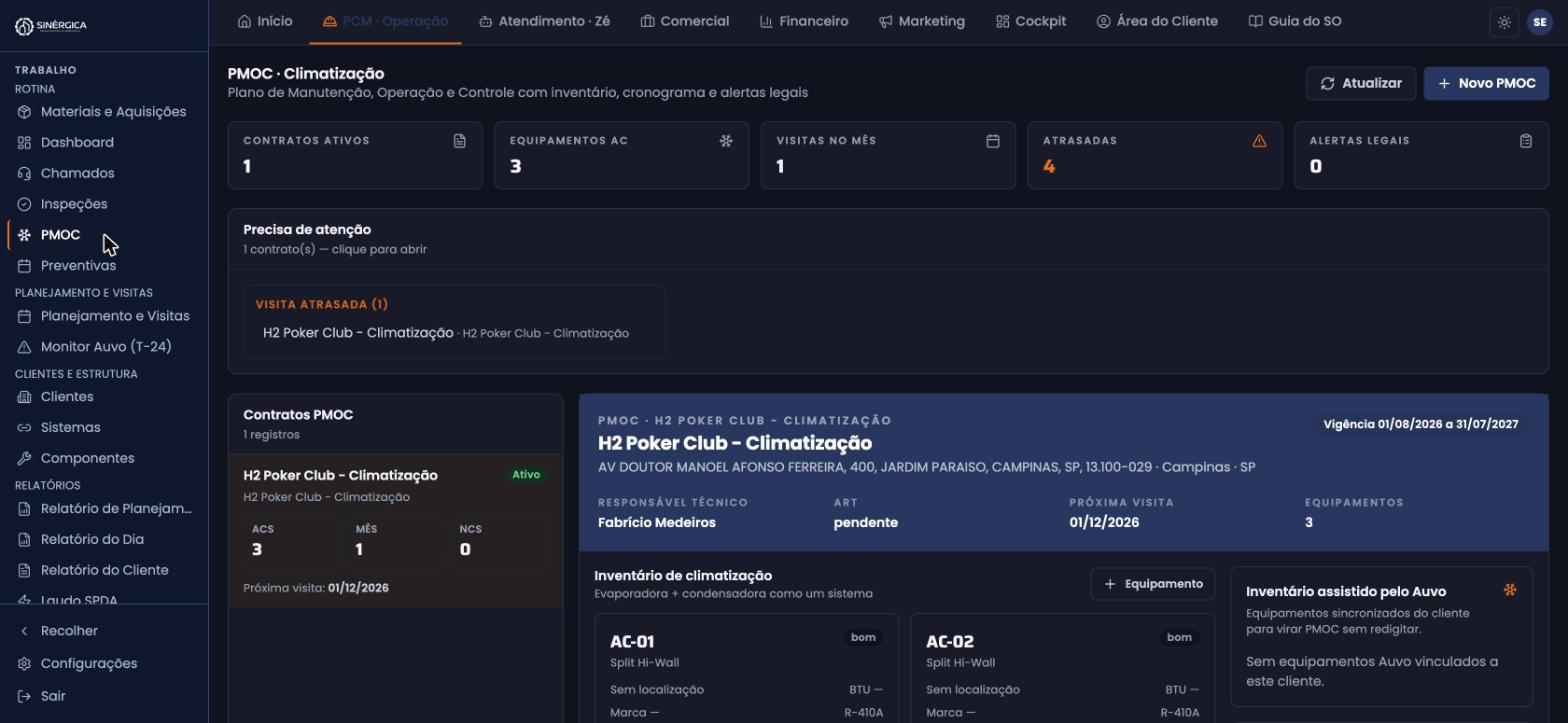 SINÉRGICA
Início
PCM · Operação
Atendimento · Zé
Comercial
Financeiro
Marketing
Cockpit
Área do Cliente
Guia do SO
SE
TRABALHO
ROTINA
Materiais e Aquisições
Dashboard
Chamados
Inspeções
PMOC
Preventivas
PLANEJAMENTO E VISITAS
Planejamento e Visitas
Monitor Auvo (T-24)
CLIENTES E ESTRUTURA
Clientes
Sistemas
Componentes
RELATÓRIOS
Relatório de Planejam...
Relatório do Dia
Relatório do Cliente
Laudo SPDA
Recolher
Configurações
Sair
PMOC · Climatização
Plano de Manutenção, Operação e Controle com inventário, cronograma e alertas legais
Atualizar
+ Novo PMOC
CONTRATOS ATIVOS
1
EQUIPAMENTOS AC
3
VISITAS NO MÊS
1
ATRASADAS
4
ALERTAS LEGAIS
0
Precisa de atenção
1 contrato(s) — clique para abrir
VISITA ATRASADA (1)
H2 Poker Club - Climatização · H2 Poker Club - Climatização
Contratos PMOC
1 registros
H2 Poker Club - Climatização
Ativo
H2 Poker Club - Climatização
ACS
3
MÊS
1
NCS
0
Próxima visita: 01/12/2026
PMOC · H2 POKER CLUB - CLIMATIZAÇÃO
H2 Poker Club - Climatização
Vigência 01/08/2026 a 31/07/2027
AV DOUTOR MANOEL AFONSO FERREIRA, 400, JARDIM PARAISO, CAMPINAS, SP, 13.100-029 · Campinas · SP
RESPONSÁVEL TÉCNICO
Fabrício Medeiros
ART
pendente
PRÓXIMA VISITA
01/12/2026
EQUIPAMENTOS
3
Inventário de climatização
Evaporadora + condensadora como um sistema
+ Equipamento
AC-01
bom
Split Hi-Wall
Sem localização
BTU —
Marca —
R-410A
AC-02
bom
Split Hi-Wall
Sem localização
BTU —
Marca —
R-410A
Inventário assistido pelo Auvo
Equipamentos sincronizados do cliente
para virar PMOC sem redigitar.
Sem equipamentos Auvo vinculados a
este cliente.